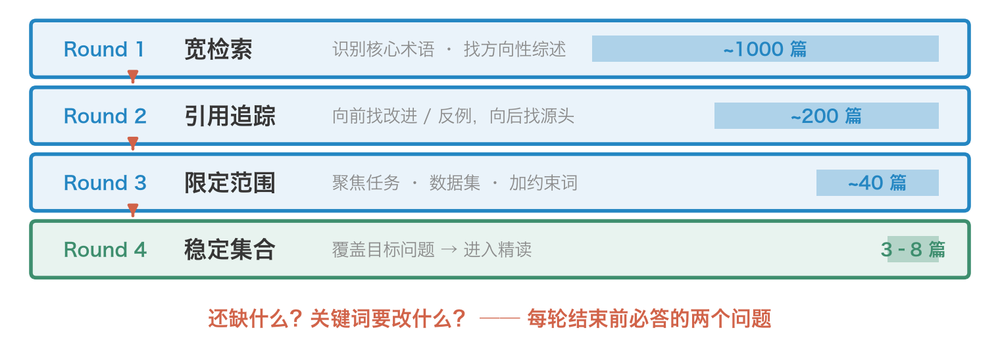 Round 1 宽检索 识别核心术语 · 找方向性综述 ~1000 篇
Round 2 引用追踪 向前找改进 / 反例，向后找源头 ~200 篇
Round 3 限定范围 聚焦任务 · 数据集 · 加约束词 ~40 篇
Round 4 稳定集合 覆盖目标问题 → 进入精读 3 - 8 篇
还缺什么？关键词要改什么？ —— 每轮结束前必答的两个问题